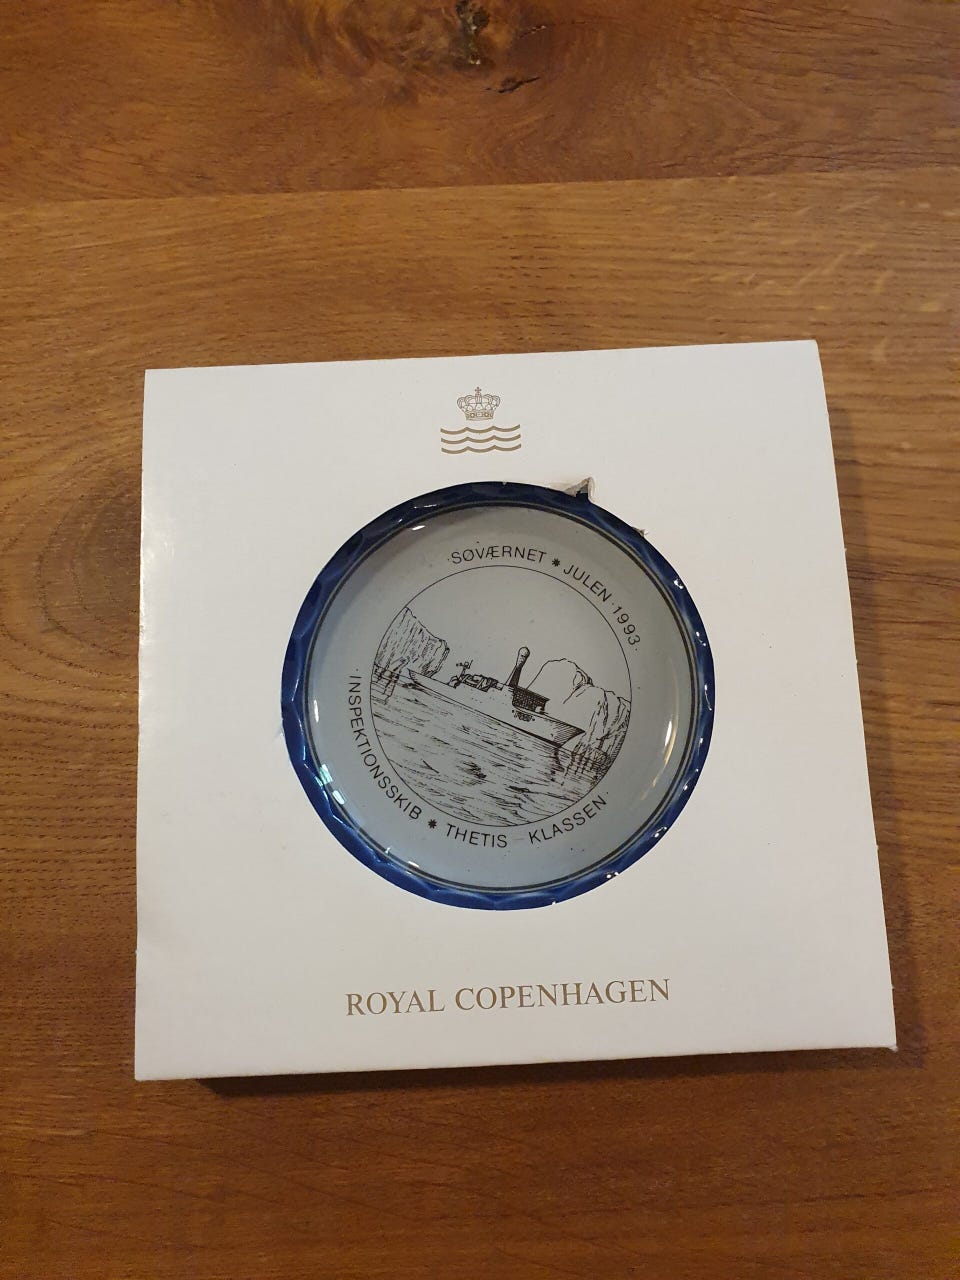 SØVÆRNET * JULEN 1993
INSPEKTIONSSKIB * THETIS - KLASSEN
ROYAL COPENHAGEN